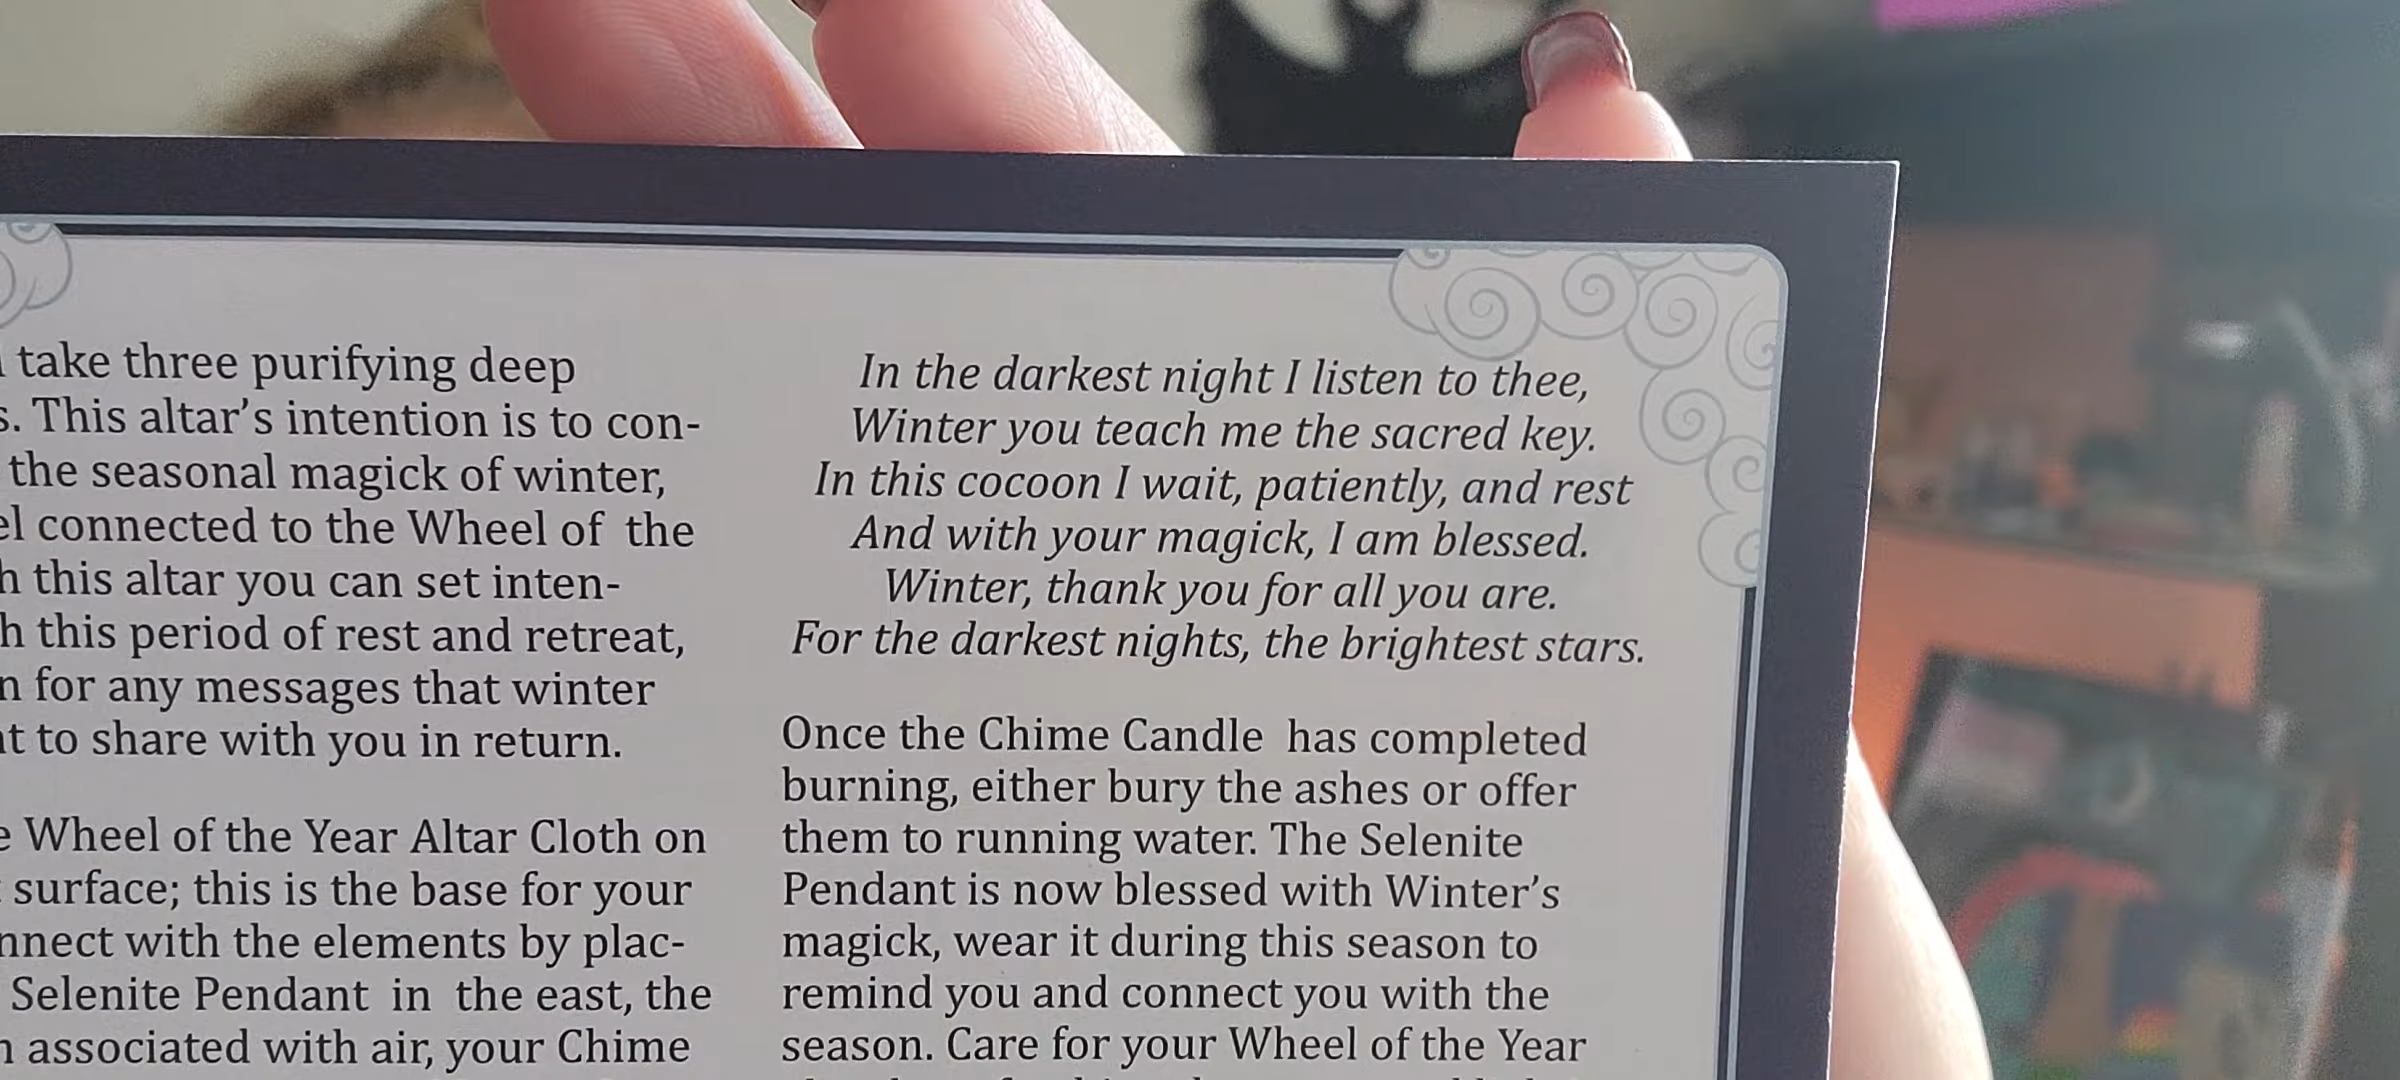 take three purifying deep
This altar's intention is to con-
the seasonal magick of winter,
connected to the Wheel of the
this altar you can set inten-
this period of rest and retreat,
for any messages that winter
to share with you in return.
Wheel of the Year Altar Cloth on
surface; this is the base for your
with the elements by plac-
Selenite Pendant in the east, the
associated with air, your Chime
In the darkest night I listen to thee,
Winter you teach me the sacred key.
In this cocoon I wait, patiently, and rest
And with your magick, I am blessed.
Winter, thank you for all you are.
For the darkest nights, the brightest stars.
Once the Chime Candle has completed
burning, either bury the ashes or offer
them to running water. The Selenite
Pendant is now blessed with Winter's
magick, wear it during this season to
remind you and connect you with the
season. Care for your Wheel of the Year